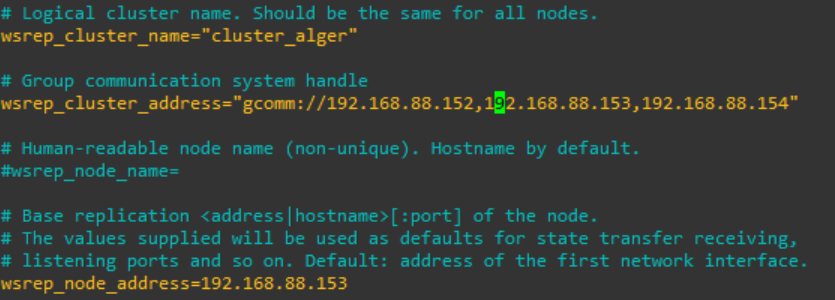 # Logical cluster name. Should be the same for all nodes.
wsrep_cluster_name="cluster_alger"
# Group communication system handle
wsrep_cluster_address="gcomm://192.168.88.152,192.168.88.153,192.168.88.154"
# Human-readable node name (non-unique). Hostname by default.
#wsrep_node_name=
# Base replication <address|hostname>[:port] of the node.
# The values supplied will be used as defaults for state transfer receiving,
# listening ports and so on. Default: address of the first network interface.
wsrep_node_address=192.168.88.153